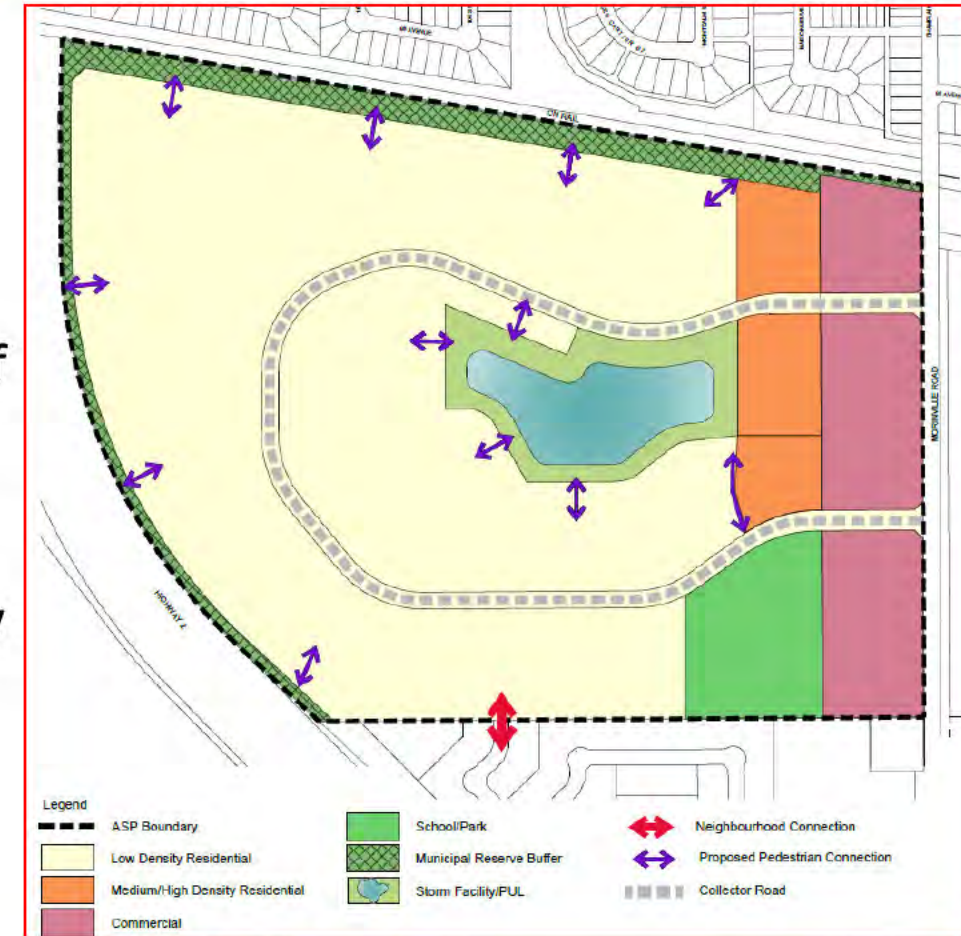 CN RAIL
MORINVILLE ROAD
HIGHWAY 2
Legend
ASP Boundary
Low Density Residential
Medium/High Density Residential
Commercial
School/Park
Municipal Reserve Buffer
Storm Facility/PUL
Neighbourhood Connection
Proposed Pedestrian Connection
Collector Road